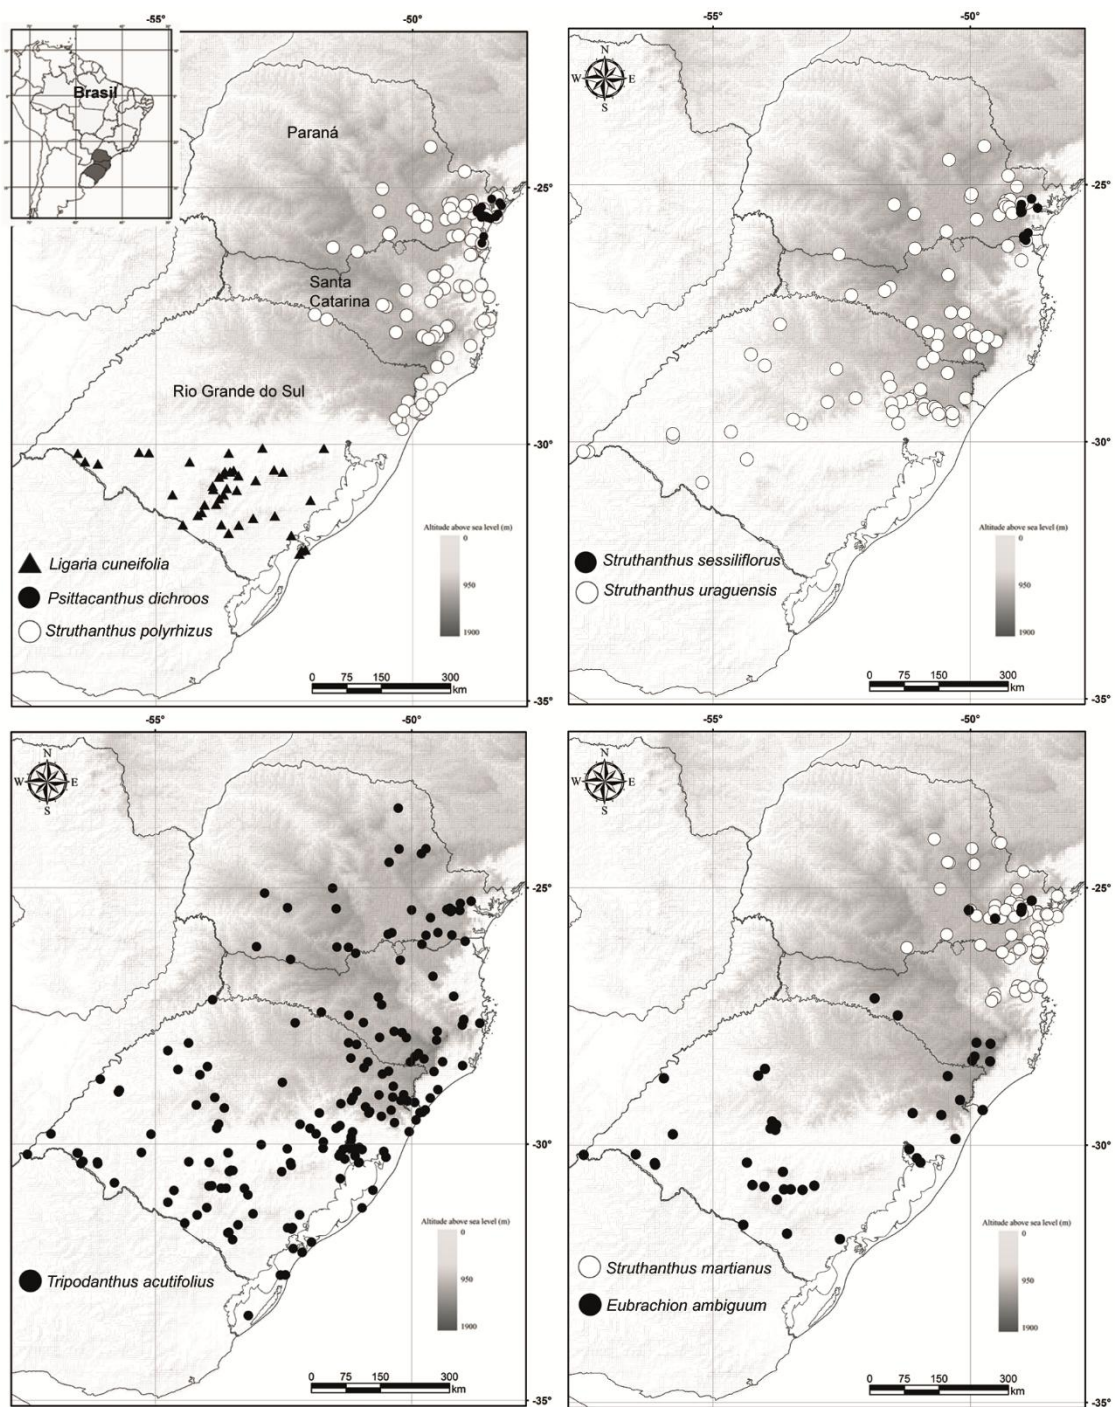 -55°
-50°
Brasil
Paraná
-25°
Santa
Catarina
Rio Grande do Sul
-30°
Altitude above sea level (m)
0
950
1900
Ligaria cuneifolia
Psittacanthus dichroos
Struthanthus polyrhizus
0 75 150 300
km
-35°
-55°
-50°
N
W E
S
-25°
-30°
Altitude above sea level (m)
0
950
1900
Struthanthus sessiliflorus
Struthanthus uraguensis
0 75 150 300
km
-35°
-55°
-50°
N
W E
S
-25°
-30°
Altitude above sea level (m)
0
950
1900
Tripodanthus acutifolius
0 75 150 300
km
-35°
-55°
-50°
N
W E
S
-25°
-30°
Altitude above sea level (m)
0
950
1900
Struthanthus martianus
Eubrachion ambiguum
0 75 150 300
km
-35°